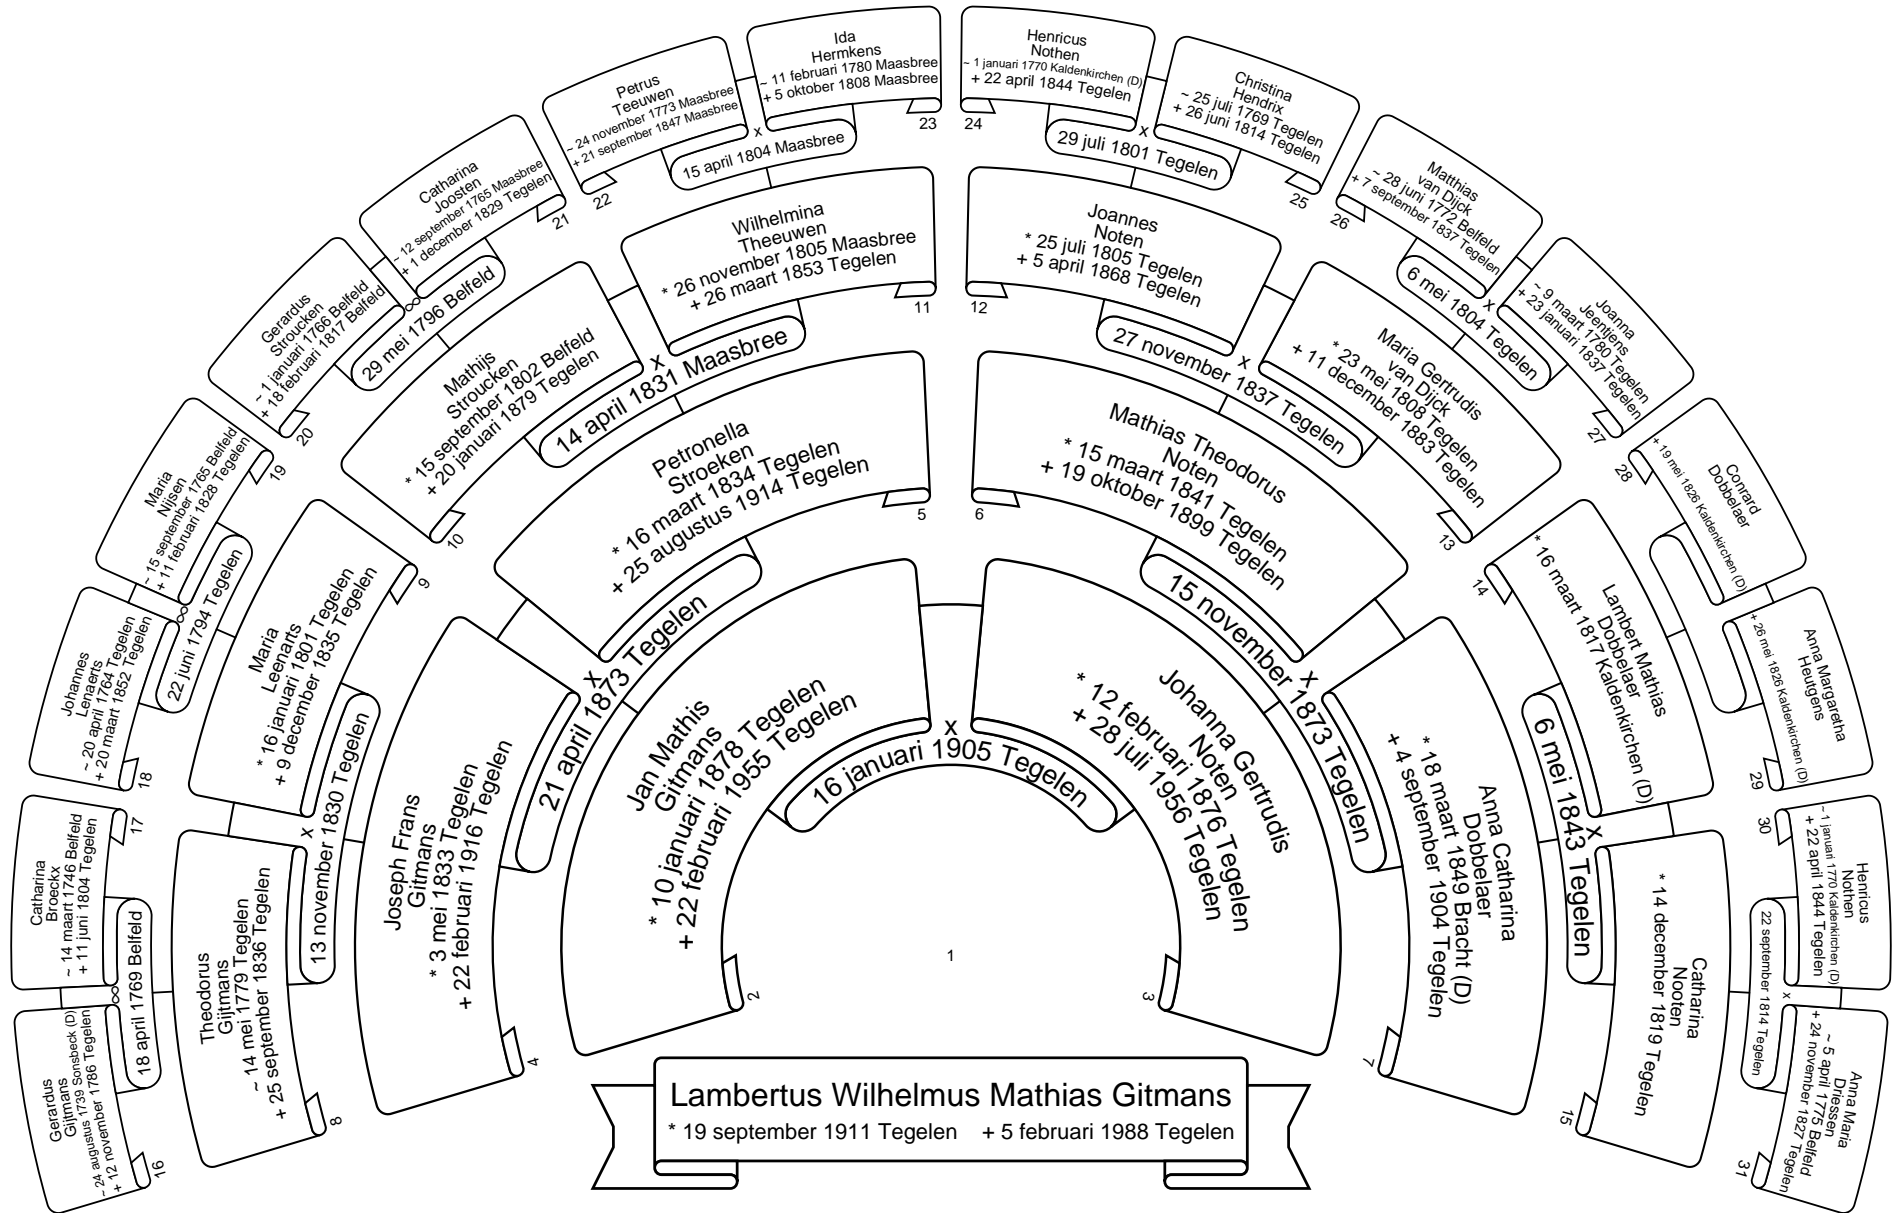 Lambertus Wilhelmus Mathias Gitmans
* 19 september 1911 Tegelen + 5 februari 1988 Tegelen
1
Jan Mathis
Gitmans
* 10 januari 1878 Tegelen
+ 22 februari 1955 Tegelen
2
x
16 januari 1905 Tegelen
Johanna Gertrudis
Noten
* 12 februari 1876 Tegelen
+ 28 juli 1956 Tegelen
3
Joseph Frans
Gitmans
* 3 mei 1833 Tegelen
+ 22 februari 1916 Tegelen
4
x
21 april 1873 Tegelen
Petronella
Stroeken
* 16 maart 1834 Tegelen
+ 25 augustus 1914 Tegelen
5
Mathias Theodorus
Noten
* 15 maart 1841 Tegelen
+ 19 oktober 1899 Tegelen
6
x
15 november 1873 Tegelen
Anna Catharina
Dobbelaer
* 18 maart 1849 Bracht (D)
+ 4 september 1904 Tegelen
7
Theodorus
Gijtmans
~ 14 mei 1779 Tegelen
+ 25 september 1836 Tegelen
8
x
13 november 1830 Tegelen
Maria
Leenarts
* 16 januari 1801 Tegelen
+ 9 december 1835 Tegelen
9
Mathijs
Stroucken
* 15 september 1802 Belfeld
+ 20 januari 1879 Tegelen
10
x
14 april 1831 Maasbree
Wilhelmina
Theeuwen
* 26 november 1805 Maasbree
+ 26 maart 1853 Tegelen
11
Joannes
Noten
* 25 juli 1805 Tegelen
+ 5 april 1868 Tegelen
12
x
27 november 1837 Tegelen
Maria Gertrudis
van Dijck
* 23 mei 1808 Tegelen
+ 11 december 1883 Tegelen
13
Lambert Mathias
Dobbelaer
* 16 maart 1817 Kaldenkirchen (D)
14
x
6 mei 1843 Tegelen
Catharina
Nooten
* 14 december 1819 Tegelen
15
Gerardus
Gijtmans
~ 24 augustus 1739 Sonsbeck (D)
+ 12 november 1786 Tegelen
16
∞
18 april 1769 Belfeld
Catharina
Broeckx
~ 14 maart 1746 Belfeld
+ 11 juni 1804 Tegelen
17
Johannes
Lenaerts
~ 20 april 1764 Tegelen
+ 20 maart 1852 Tegelen
18
∞
22 juni 1794 Tegelen
Maria
Nijssen
~ 15 september 1765 Belfeld
+ 11 februari 1828 Tegelen
19
Gerardus
Stroucken
~ 1 januari 1766 Belfeld
+ 18 februari 1817 Belfeld
20
∞
29 mei 1796 Belfeld
Catharina
Joosten
~ 12 september 1765 Maasbree
+ 1 december 1829 Tegelen
21
Petrus
Teeuwen
~ 24 november 1773 Maasbree
+ 21 september 1847 Maasbree
22
x
15 april 1804 Maasbree
Ida
Hermkens
~ 11 februari 1780 Maasbree
+ 5 oktober 1808 Maasbree
23
Henricus
Nothen
~ 1 januari 1770 Kaldenkirchen (D)
+ 22 april 1844 Tegelen
24
x
29 juli 1801 Tegelen
Christina
Hendrix
~ 25 juli 1769 Tegelen
+ 26 juni 1814 Tegelen
25
Matthias
van Dijck
~ 28 juni 1772 Belfeld
+ 7 september 1837 Tegelen
26
x
6 mei 1804 Tegelen
Joanna
Jeentjens
~ 9 maart 1780 Tegelen
+ 23 januari 1837 Tegelen
27
Conrard
Dobbelaer
+ 19 mei 1826 Kaldenkirchen (D)
28
Anna Margaretha
Heutgens
+ 26 mei 1826 Kaldenkirchen (D)
29
Henricus
Nothen
~ 1 januari 1770 Kaldenkirchen (D)
+ 22 april 1844 Tegelen
30
x
22 september 1814 Tegelen
Anna Maria
Driessen
~ 5 april 1775 Belfeld
+ 24 november 1827 Tegelen
31